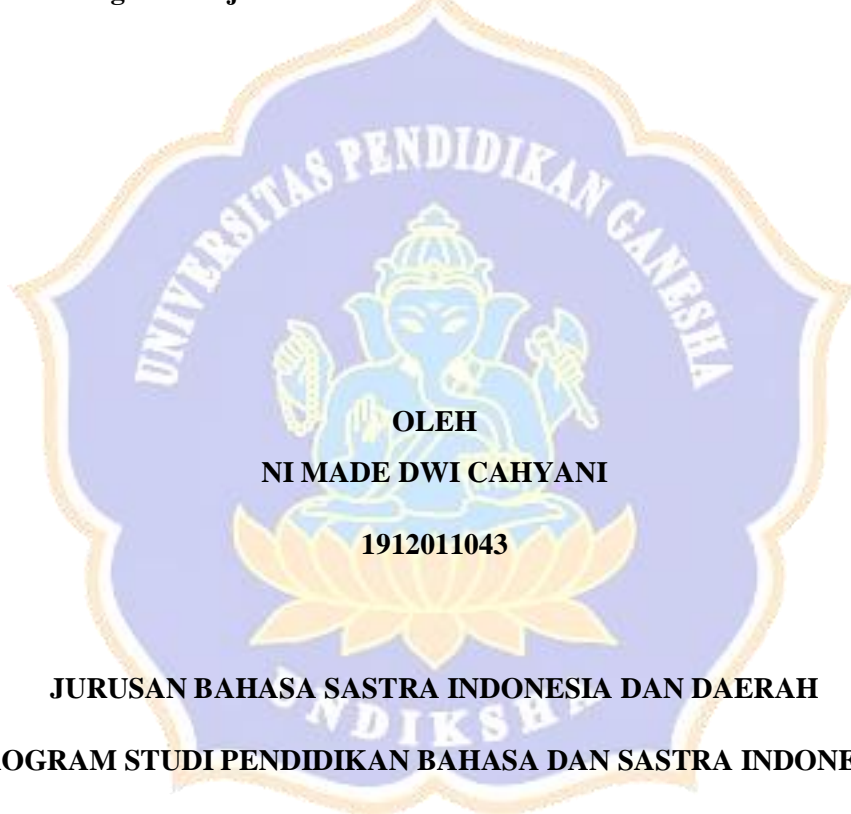 UNIVERSITAS PENDIDIKAN GANESHA
OLEH
NI MADE DWI CAHYANI
1912011043
JURUSAN BAHASA SASTRA INDONESIA DAN DAERAH
OGRAM STUDI PENDIDIKAN BAHASA DAN SASTRA INDONE
UNDIKSHA